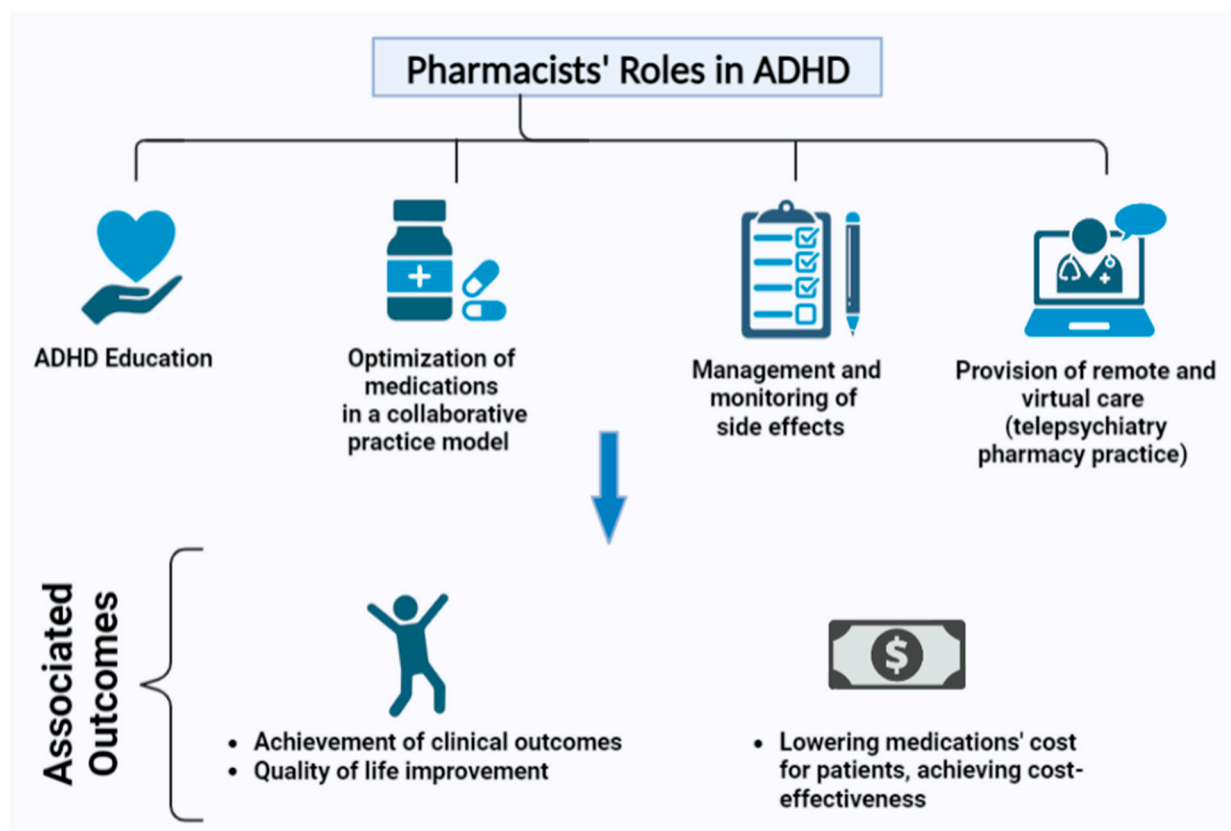 Pharmacists' Roles in ADHD
ADHD Education
Optimization of
medications
in a collaborative
practice model
Management and
monitoring of
side effects
Provision of remote and
virtual care
(telepsychiatry
pharmacy practice)
Associated
Outcomes
• Achievement of clinical outcomes
• Quality of life improvement
$
• Lowering medications' cost
for patients, achieving cost-
effectiveness